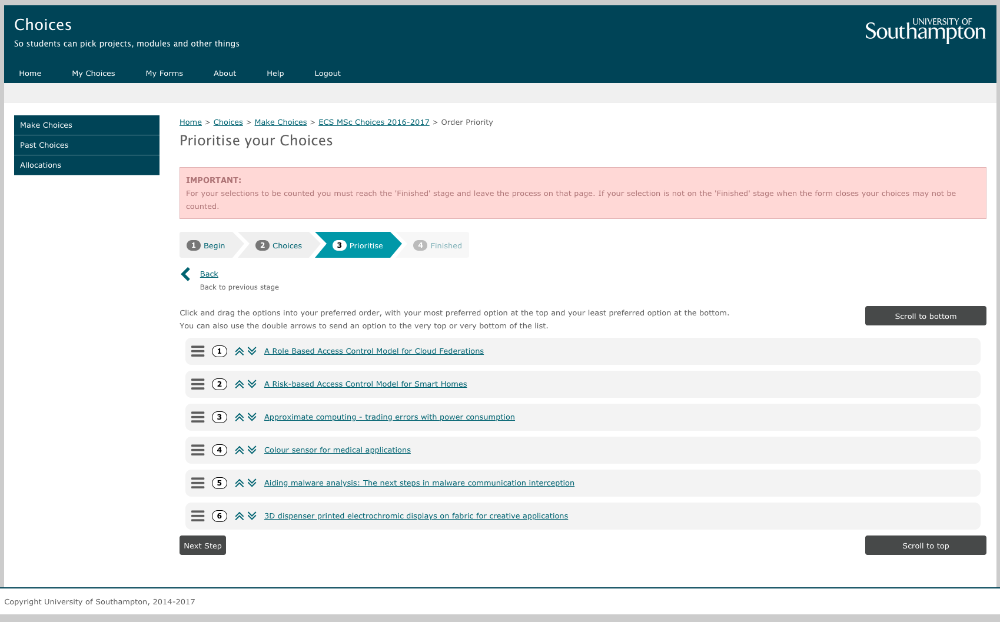 Choices
So students can pick projects, modules and other things
UNIVERSITY OF
Southampton
Home My Choices My Forms About Help Logout
Make Choices
Past Choices
Allocations
Home > Choices > Make Choices > ECS MSc Choices 2016-2017 > Order Priority
Prioritise your Choices
IMPORTANT:
For your selections to be counted you must reach the 'Finished' stage and leave the process on that page. If your selection is not on the 'Finished' stage when the form closes your choices may not be
counted.
1 Begin 2 Choices 3 Prioritise 4 Finished
Back
Back to previous stage
Click and drag the options into your preferred order, with your most preferred option at the top and your least preferred option at the bottom.
You can also use the double arrows to send an option to the very top or very bottom of the list.
Scroll to bottom
1 A Role Based Access Control Model for Cloud Federations
2 A Risk-based Access Control Model for Smart Homes
3 Approximate computing - trading errors with power consumption
4 Colour sensor for medical applications
5 Aiding malware analysis: The next steps in malware communication interception
6 3D dispenser printed electrochromic displays on fabric for creative applications
Next Step
Scroll to top
Copyright University of Southampton, 2014-2017